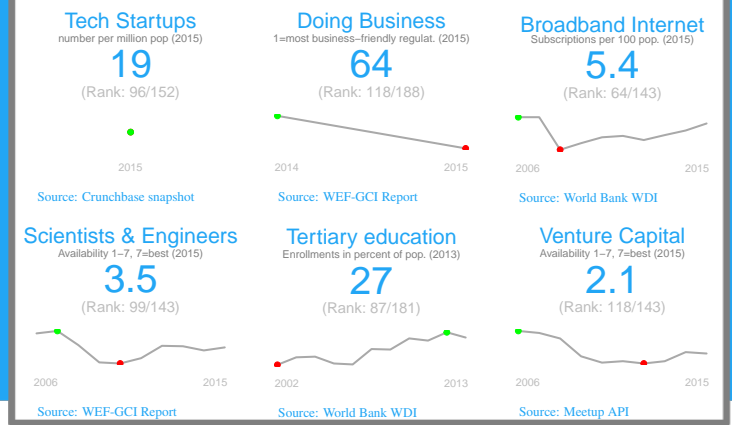 Tech Startups
number per million pop (2015)
19
(Rank: 96/152)
2015
Source: Crunchbase snapshot
Doing Business
1=most business−friendly regulat. (2015)
64
(Rank: 118/188)
2014 2015
Source: WEF-GCI Report
Broadband Internet
Subscriptions per 100 pop. (2015)
5.4
(Rank: 64/143)
2006 2015
Source: World Bank WDI
Scientists & Engineers
Availability 1−7, 7=best (2015)
3.5
(Rank: 99/143)
2006 2015
Source: WEF-GCI Report
Tertiary education
Enrollments in percent of pop. (2013)
27
(Rank: 87/181)
2002 2013
Source: World Bank WDI
Venture Capital
Availability 1−7, 7=best (2015)
2.1
(Rank: 118/143)
2006 2015
Source: Meetup API